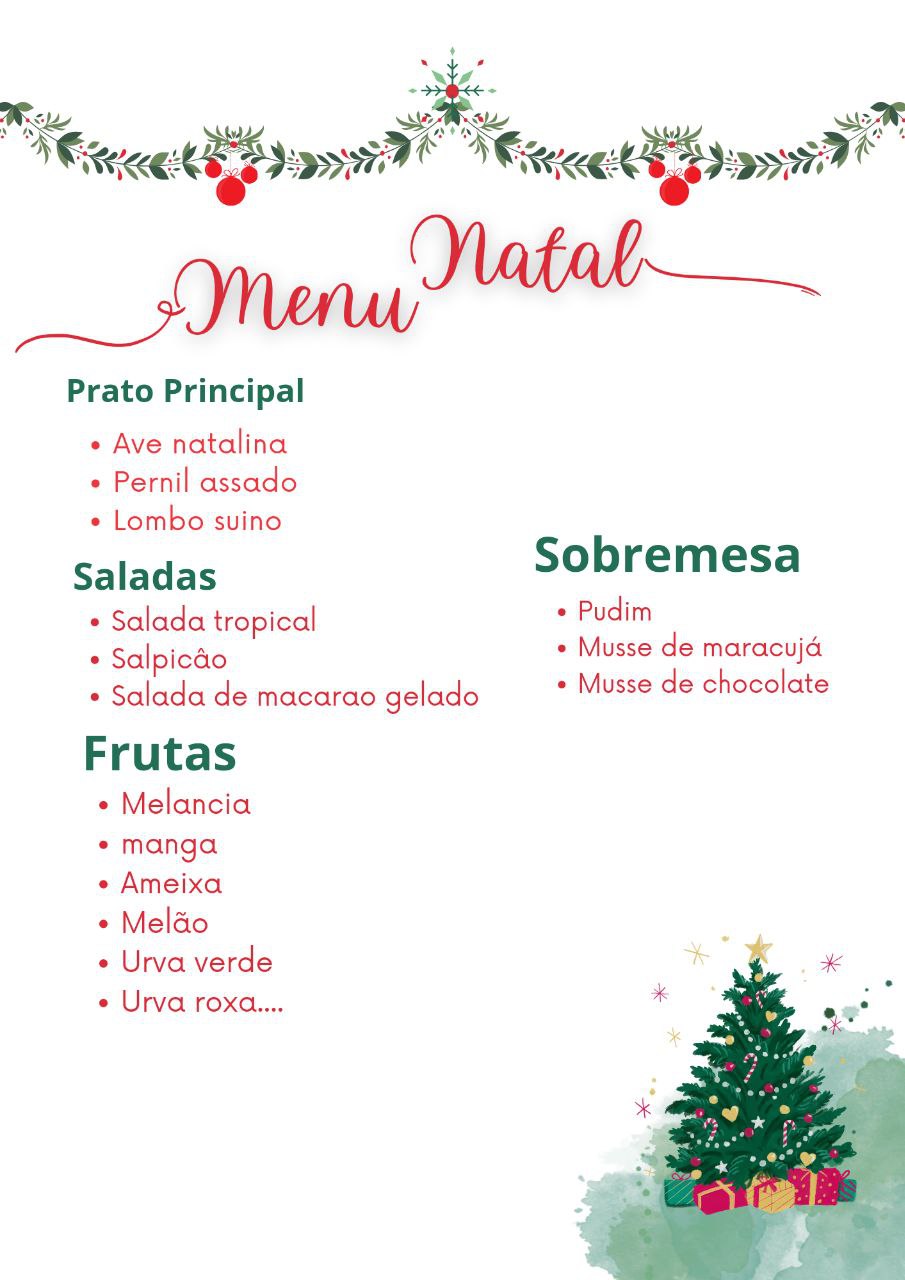 Menu Natal
Prato Principal
• Ave natalina
• Pernil assado
• Lombo suino
Saladas
• Salada tropical
• Salpicâo
• Salada de macarao gelado
Frutas
• Melancia
• manga
• Ameixa
• Melão
• Urva verde
• Urva roxa....
Sobremesa
• Pudim
• Musse de maracujá
• Musse de chocolate